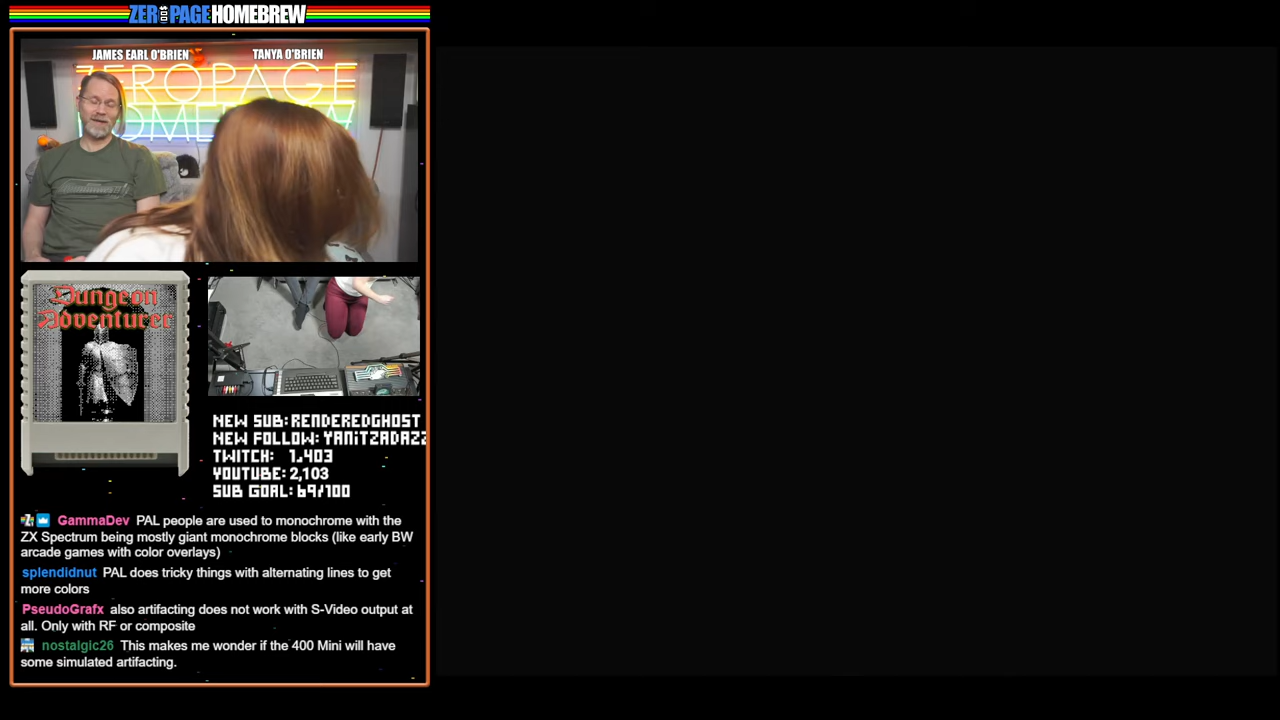 ZEROPAGE HOMEBREW
JAMES EARL O'BRIEN
TANYA O'BRIEN
ZEROPAGE
Dungeon
Adventurer
NEW SUB: RENDEREDGHOST
NEW FOLLOW: YANITZADAZZ
TWITCH: 1,403
YOUTUBE: 2,103
SUB GOAL: 69/100
GammaDev PAL people are used to monochrome with the
ZX Spectrum being mostly giant monochrome blocks (like early BW
arcade games with color overlays)
splendidnut PAL does tricky things with alternating lines to get
more colors
PseudoGrafx also artifacting does not work with S-Video output at
all. Only with RF or composite
nostalgic26 This makes me wonder if the 400 Mini will have
some simulated artifacting.